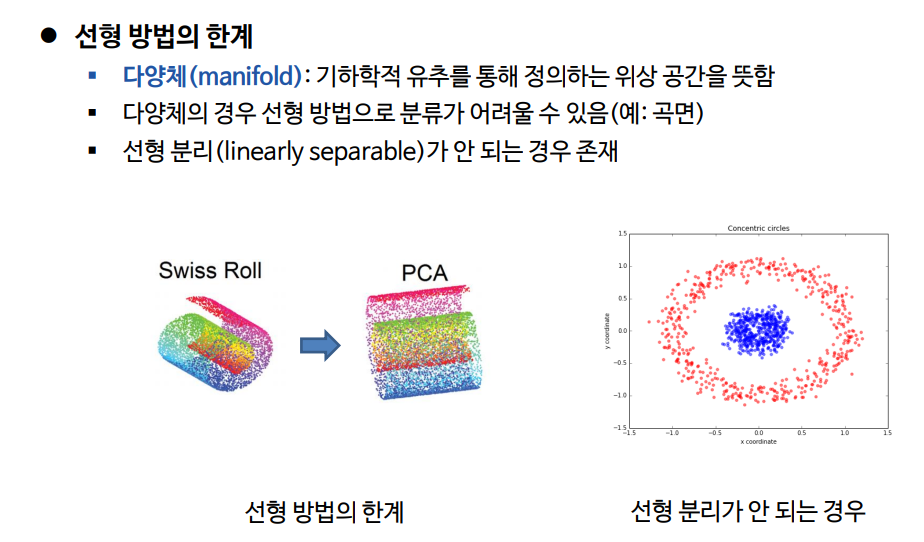 선형 방법의 한계
다양체(manifold): 기하학적 유추를 통해 정의하는 위상 공간을 뜻함
다양체의 경우 선형 방법으로 분류가 어려울 수 있음(예: 곡면)
선형 분리(linearly separable)가 안 되는 경우 존재
Swiss Roll
PCA
선형 방법의 한계
Concentric circles
y coordinate
1.5
1.0
0.5
0.0
−0.5
−1.0
−1.5
−1.5 −1.0 −0.5 0.0 0.5 1.0 1.5
x coordinate
선형 분리가 안 되는 경우